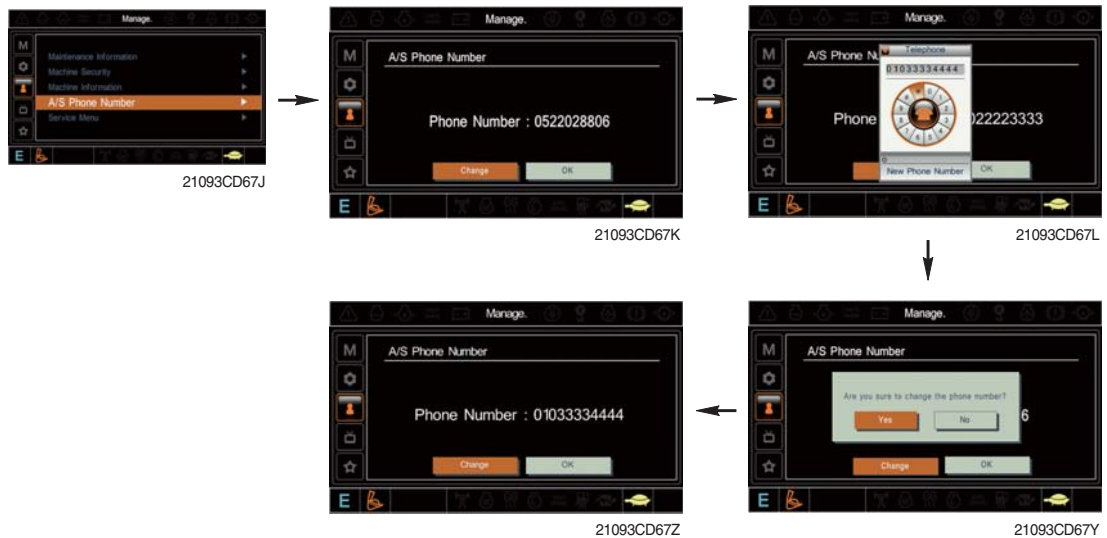 Manage.
M
Maintenance Information
Machine Security
Machine Information
A/S Phone Number
Service Menu
E
21093CD67J
Manage.
M
A/S Phone Number
Phone Number : 0522028806
Change
OK
E
21093CD67K
Manage.
M
A/S Phone Nu
Telephone
01033334444
Phone
022223333
0
New Phone Number
OK
E
21093CD67L
Manage.
M
A/S Phone Number
Phone Number : 01033334444
Change
OK
E
21093CD67Z
Manage.
M
A/S Phone Number
Are you sure to change the phone number?
Yes
No
6
Change
OK
E
21093CD67Y